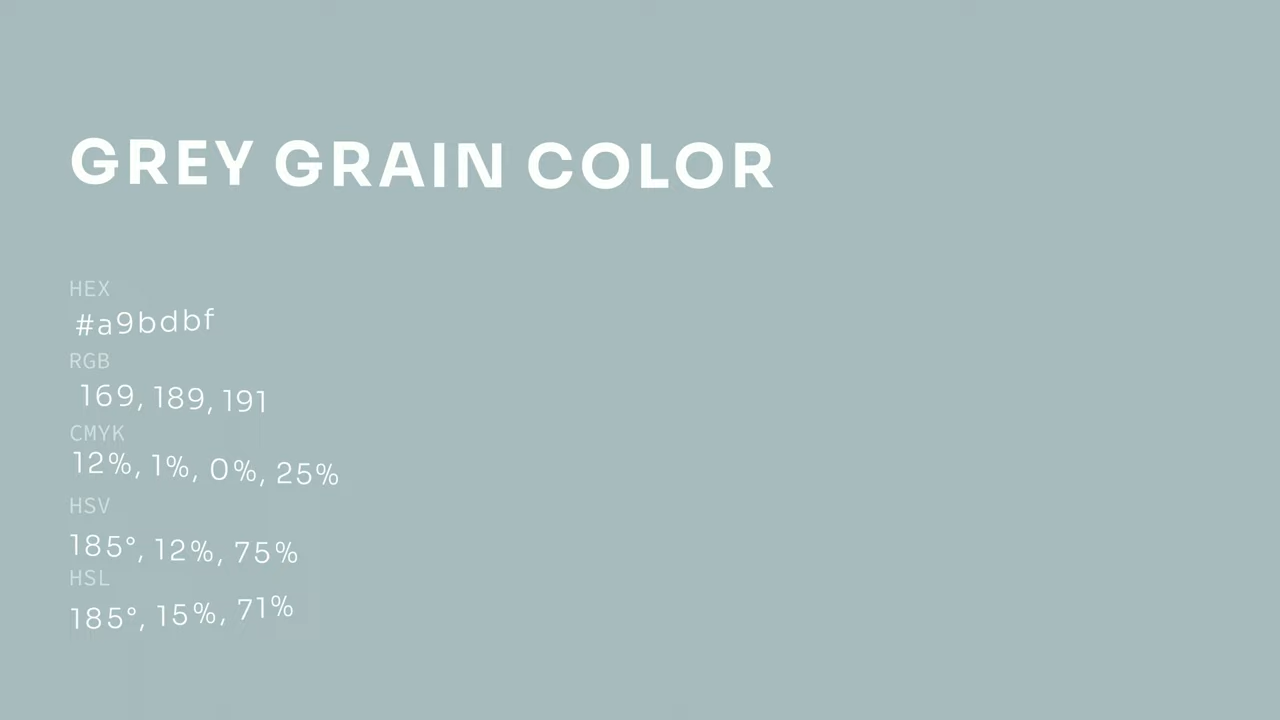 GREY GRAIN COLOR
HEX
#a9bdbf
RGB
169, 189, 191
CMYK
12%, 1%, 0%, 25%
HSV
185°, 12%, 75%
HSL
185°, 15%, 71%